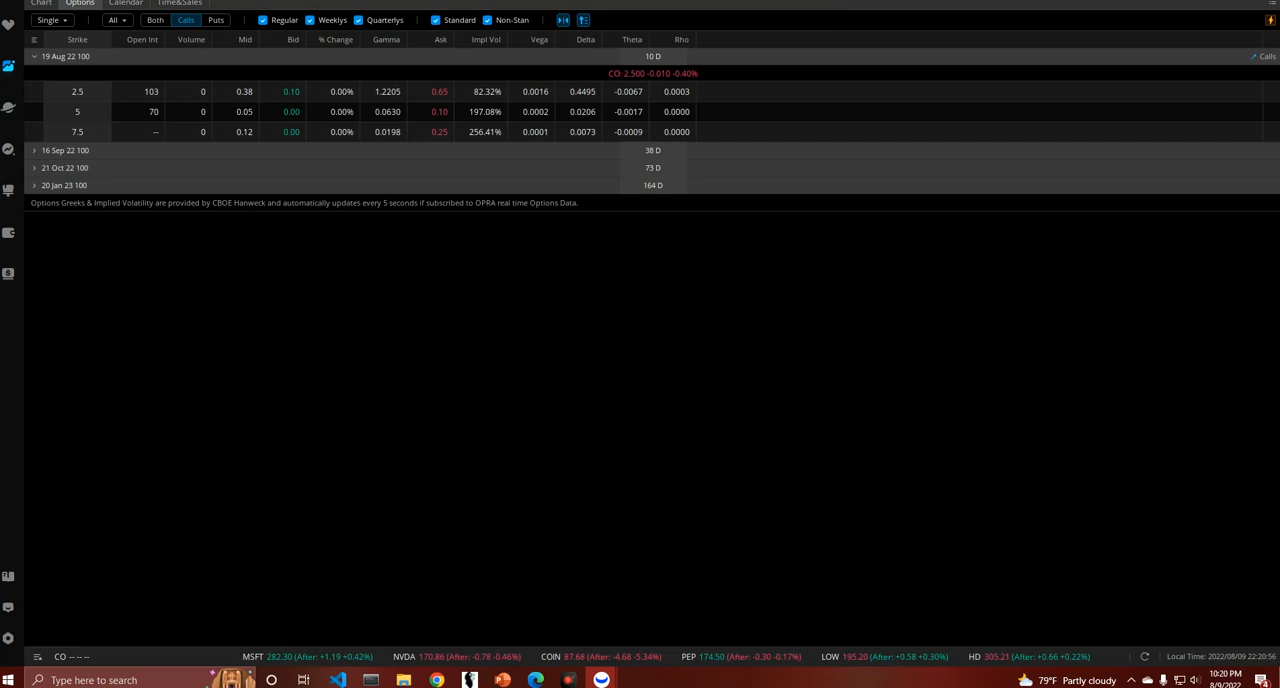 Chart Options Calendar Time&Sales
Single All Both Calls Puts Regular Weeklys Quarterlys Standard Non-Stan
Strike Open Int Volume Mid Bid % Change Gamma Ask Impl Vol Vega Delta Theta Rho
19 Aug 22 100 10 D Calls
CO: 2.500 -0.010 -0.40%
2.5 103 0 0.38 0.10 0.00% 1.2205 0.65 82.32% 0.0016 0.4495 -0.0067 0.0003
5 70 0 0.05 0.00 0.00% 0.0630 0.10 197.08% 0.0002 0.0206 -0.0017 0.0000
7.5 -- 0 0.12 0.00 0.00% 0.0198 0.25 256.41% 0.0001 0.0073 -0.0009 0.0000
16 Sep 22 100 38 D
21 Oct 22 100 73 D
20 Jan 23 100 164 D
Options Greeks & Implied Volatility are provided by CBOE Hanweck and automatically updates every 5 seconds if subscribed to OPRA real time Options Data.
CO -- -- -- MSFT 282.30 (After: +1.19 +0.42%) NVDA 170.86 (After: -0.78 -0.46%) COIN 87.68 (After: -4.68 -5.34%) PEP 174.50 (After: -0.30 -0.17%) LOW 195.20 (After: +0.58 +0.30%) HD 305.21 (After: +0.66 +0.22%) Local Time: 2022/08/09 22:20:56
Type here to search 79°F Partly cloudy 10:20 PM
8/9/2022 4